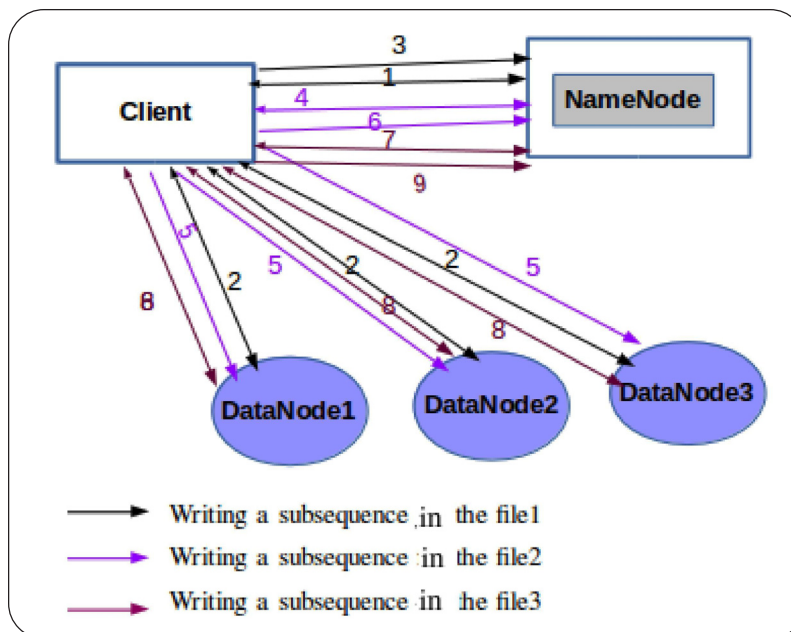 3
1
Client
4
NameNode
6
7
9
5
2
5
2
8
2
5
8
8
DataNode1
DataNode2
DataNode3
Writing a subsequence in the file1
Writing a subsequence in the file2
Writing a subsequence in the file3